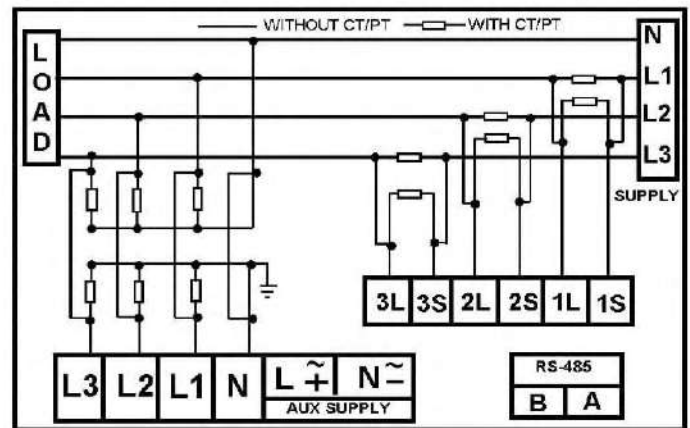 WITHOUT CT/PT WITH CT/PT
LOAD
N
L1
L2
L3
SUPPLY
3L 3S 2L 2S 1L 1S
L3 L2 L1 N L ~+ N ~-
AUX SUPPLY
RS-485
B A